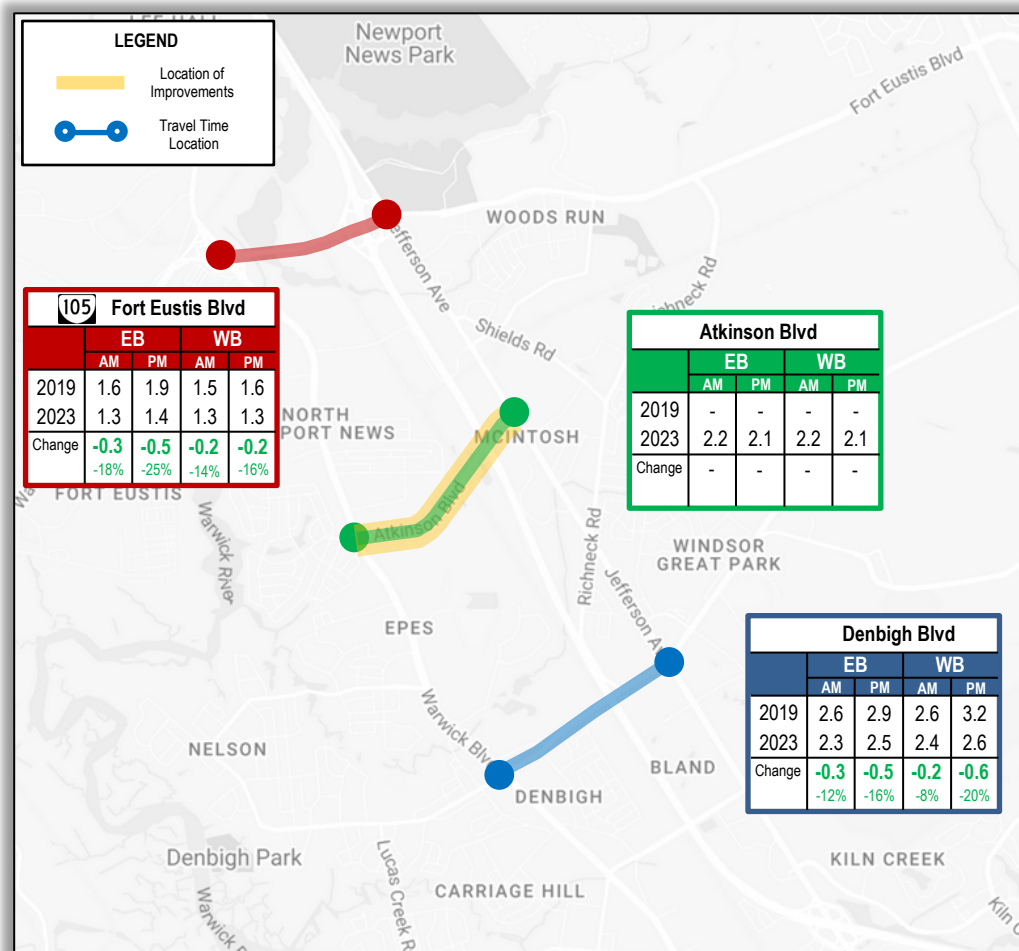 LEE HALL
LEGEND
Location of
Improvements
Travel Time
Location
Newport
News Park
Fort Eustis Blvd
WOODS RUN
Jefferson Ave
Richneck Rd
Shields Rd
105 Fort Eustis Blvd
EB WB
AM PM AM PM
2019 1.6 1.9 1.5 1.6
2023 1.3 1.4 1.3 1.3
Change -0.3 -0.5 -0.2 -0.2
-18% -25% -14% -16%
Atkinson Blvd
EB WB
AM PM AM PM
2019 - - - -
2023 2.2 2.1 2.2 2.1
Change - - - -
NORTH
PORT NEWS
MCINTOSH
FORT EUSTIS
Warwick River
Atkinson Blvd
Richneck Rd
WINDSOR
GREAT PARK
Jefferson Av
EPES
Denbigh Blvd
EB WB
AM PM AM PM
2019 2.6 2.9 2.6 3.2
2023 2.3 2.5 2.4 2.6
Change -0.3 -0.5 -0.2 -0.6
-12% -16% -8% -20%
Warwick Blv
NELSON
BLAND
DENBIGH
Denbigh Park
Lucas Creek R
CARRIAGE HILL
KILN CREEK
Warwick
Kiln